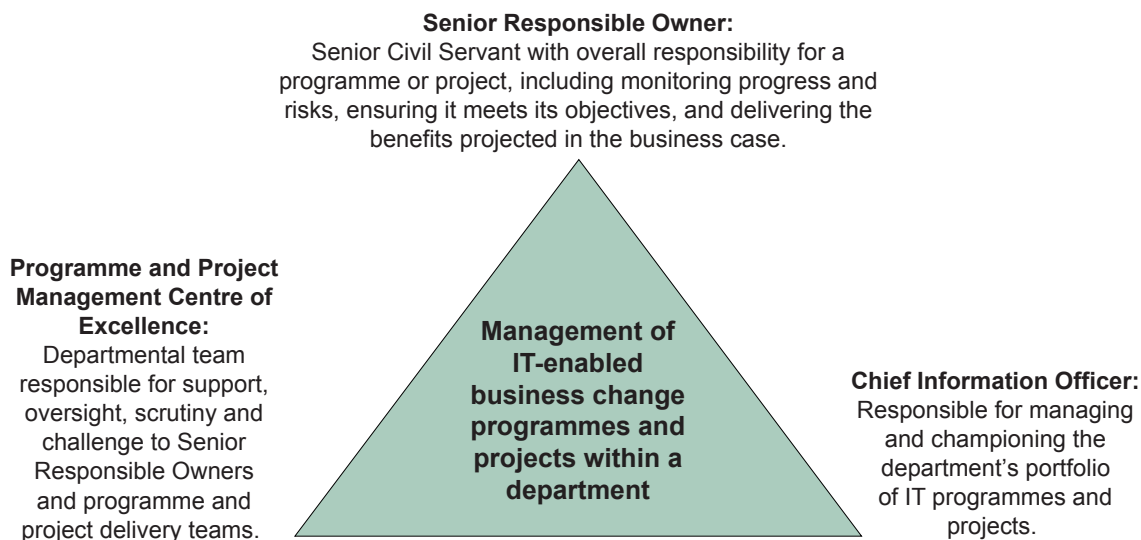 Senior Responsible Owner:
Senior Civil Servant with overall responsibility for a
programme or project, including monitoring progress and
risks, ensuring it meets its objectives, and delivering the
benefits projected in the business case.
Programme and Project
Management Centre of
Excellence:
Departmental team
responsible for support,
oversight, scrutiny and
challenge to Senior
Responsible Owners
and programme and
project delivery teams.
Management of
IT-enabled
business change
programmes and
projects within a
department
Chief Information Officer:
Responsible for managing
and championing the
department’s portfolio
of IT programmes and
projects.